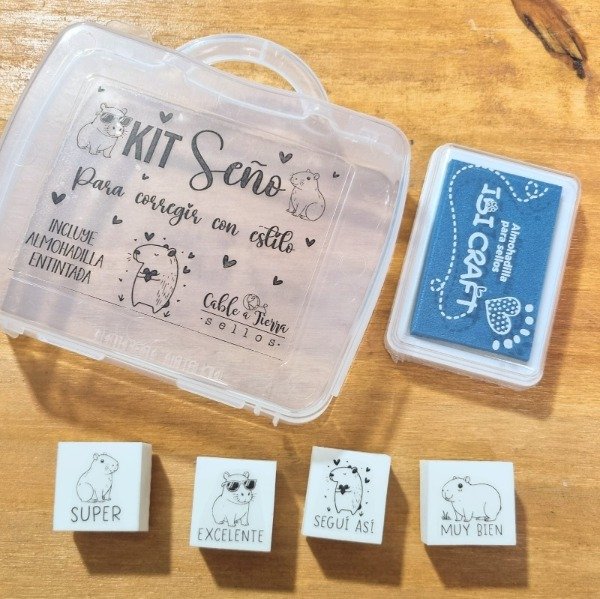 KIT Seño
Para corregir con estilo
INCLUYE
ALMOHADILLA
ENTINTADA
Cable a Tierra
sellos
Almohadilla
para sellos
IBI CRAFT
SUPER
EXCELENTE
SEGUÍ ASÍ
MUY BIEN